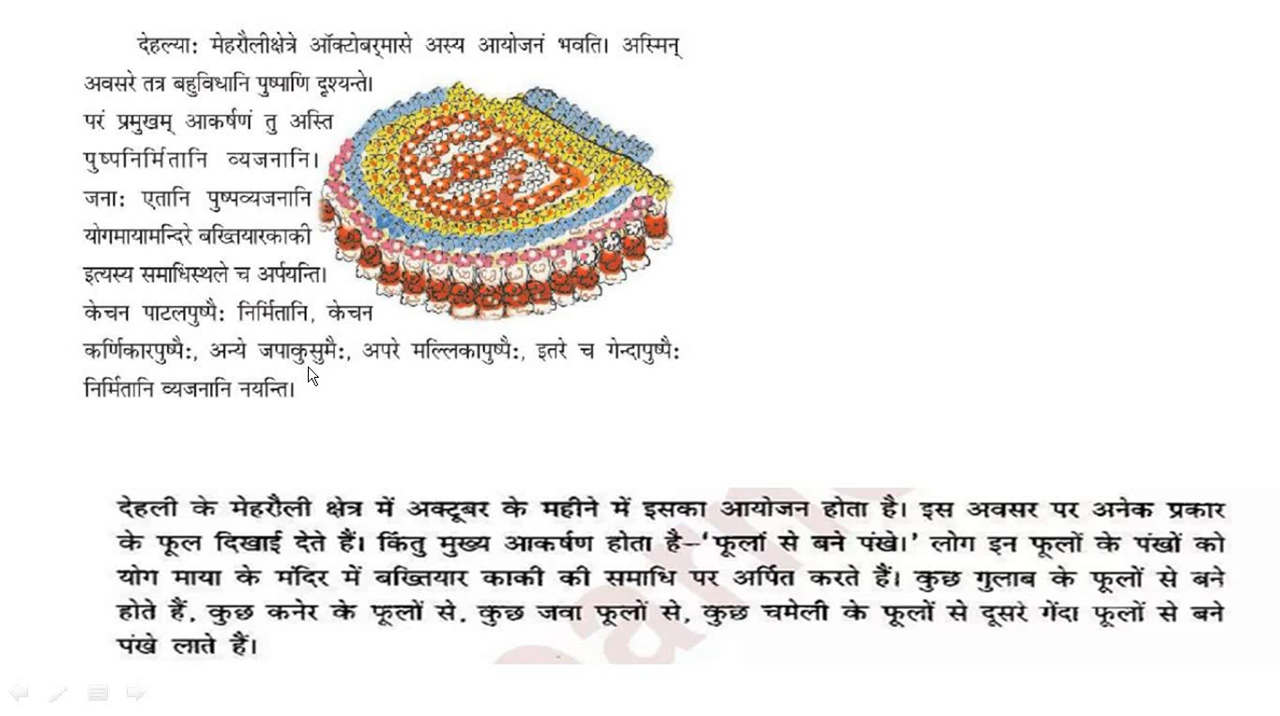 देहल्याः मेहरौलीक्षेत्रे ऑक्टोबर्मासे अस्य आयोजनं भवति। अस्मिन्
अवसरे तत्र बहुविधानि पुष्पाणि दृश्यन्ते।
परं प्रमुखम् आकर्षणं तु अस्ति
पुष्पनिर्मितानि व्यजनानि।
जनाः एतानि पुष्पव्यजनानि
योगमायामन्दिरे बख्तियारकाकी
इत्यस्य समाधिस्थले च अर्पयन्ति।
केचन पाटलपुष्पैः निर्मितानि, केचन
कर्णिकारपुष्पैः, अन्ये जपाकुसुमैः, अपरे मल्लिकापुष्पैः, इतरे च गेन्दापुष्पैः
निर्मितानि व्यजनानि नयन्ति।
देहली के मेहरौली क्षेत्र में अक्टूबर के महीने में इसका आयोजन होता है। इस अवसर पर अनेक प्रकार
के फूल दिखाई देते हैं। किंतु मुख्य आकर्षण होता है–‘फूलों से बने पंखे।’ लोग इन फूलों के पंखों को
योग माया के मंदिर में बख्तियार काकी की समाधि पर अर्पित करते हैं। कुछ गुलाब के फूलों से बने
होते हैं, कुछ कनेर के फूलों से, कुछ जवा फूलों से, कुछ चमेली के फूलों से दूसरे गेंदा फूलों से बने
पंखे लाते हैं।